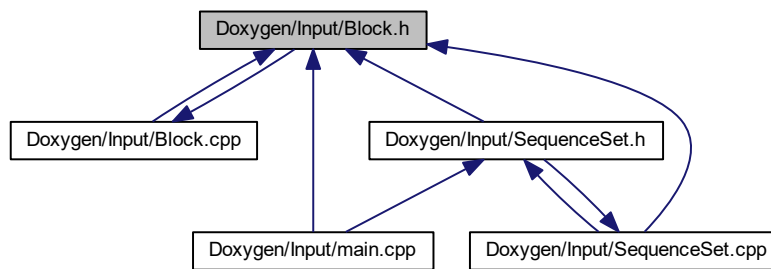 Doxygen/Input/Block.h
Doxygen/Input/Block.cpp
Doxygen/Input/SequenceSet.h
Doxygen/Input/main.cpp
Doxygen/Input/SequenceSet.cpp